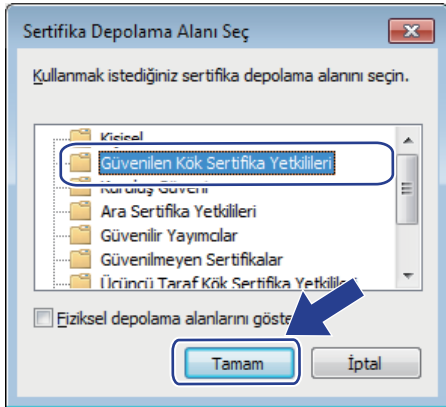 Sertifika Depolama Alanı Seç
Kullanmak istediğiniz sertifika depolama alanını seçin.
Kişisel
Güvenilen Kök Sertifika Yetkilileri
Kuruluş Güveni
Ara Sertifika Yetkilileri
Güvenilir Yayımcılar
Güvenilmeyen Sertifikalar
Üçüncü Taraf Kök Sertifika Yetkilileri
Fiziksel depolama alanlarını göste
Tamam
İptal